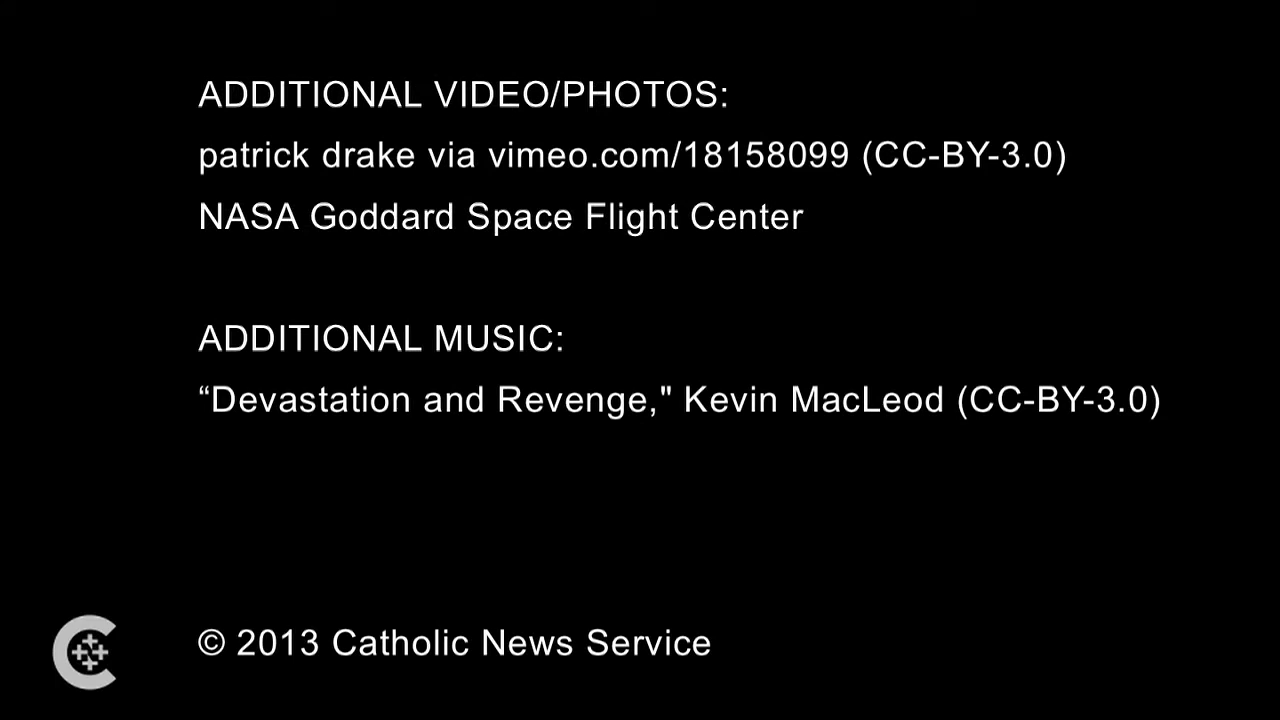 ADDITIONAL VIDEO/PHOTOS:
patrick drake via vimeo.com/18158099 (CC-BY-3.0)
NASA Goddard Space Flight Center
ADDITIONAL MUSIC:
“Devastation and Revenge," Kevin MacLeod (CC-BY-3.0)
© 2013 Catholic News Service